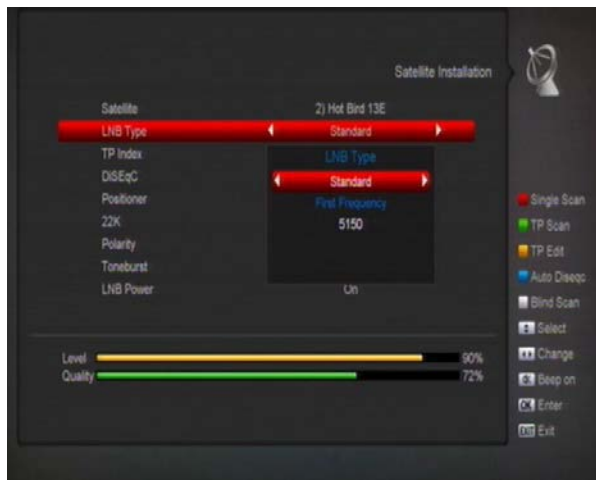 Satellite Installation
Satellite 2) Hot Bird 13E
LNB Type Standard
TP Index LNB Type
DiSEqC Standard
Positioner First Frequency
22K 5150
Polarity
Toneburst
LNB Power On
Level 90%
Quality 72%
Single Scan
TP Scan
TP Edit
Auto Diseqc
Blind Scan
Select
Change
Beep on
OK Enter
EXIT Exit